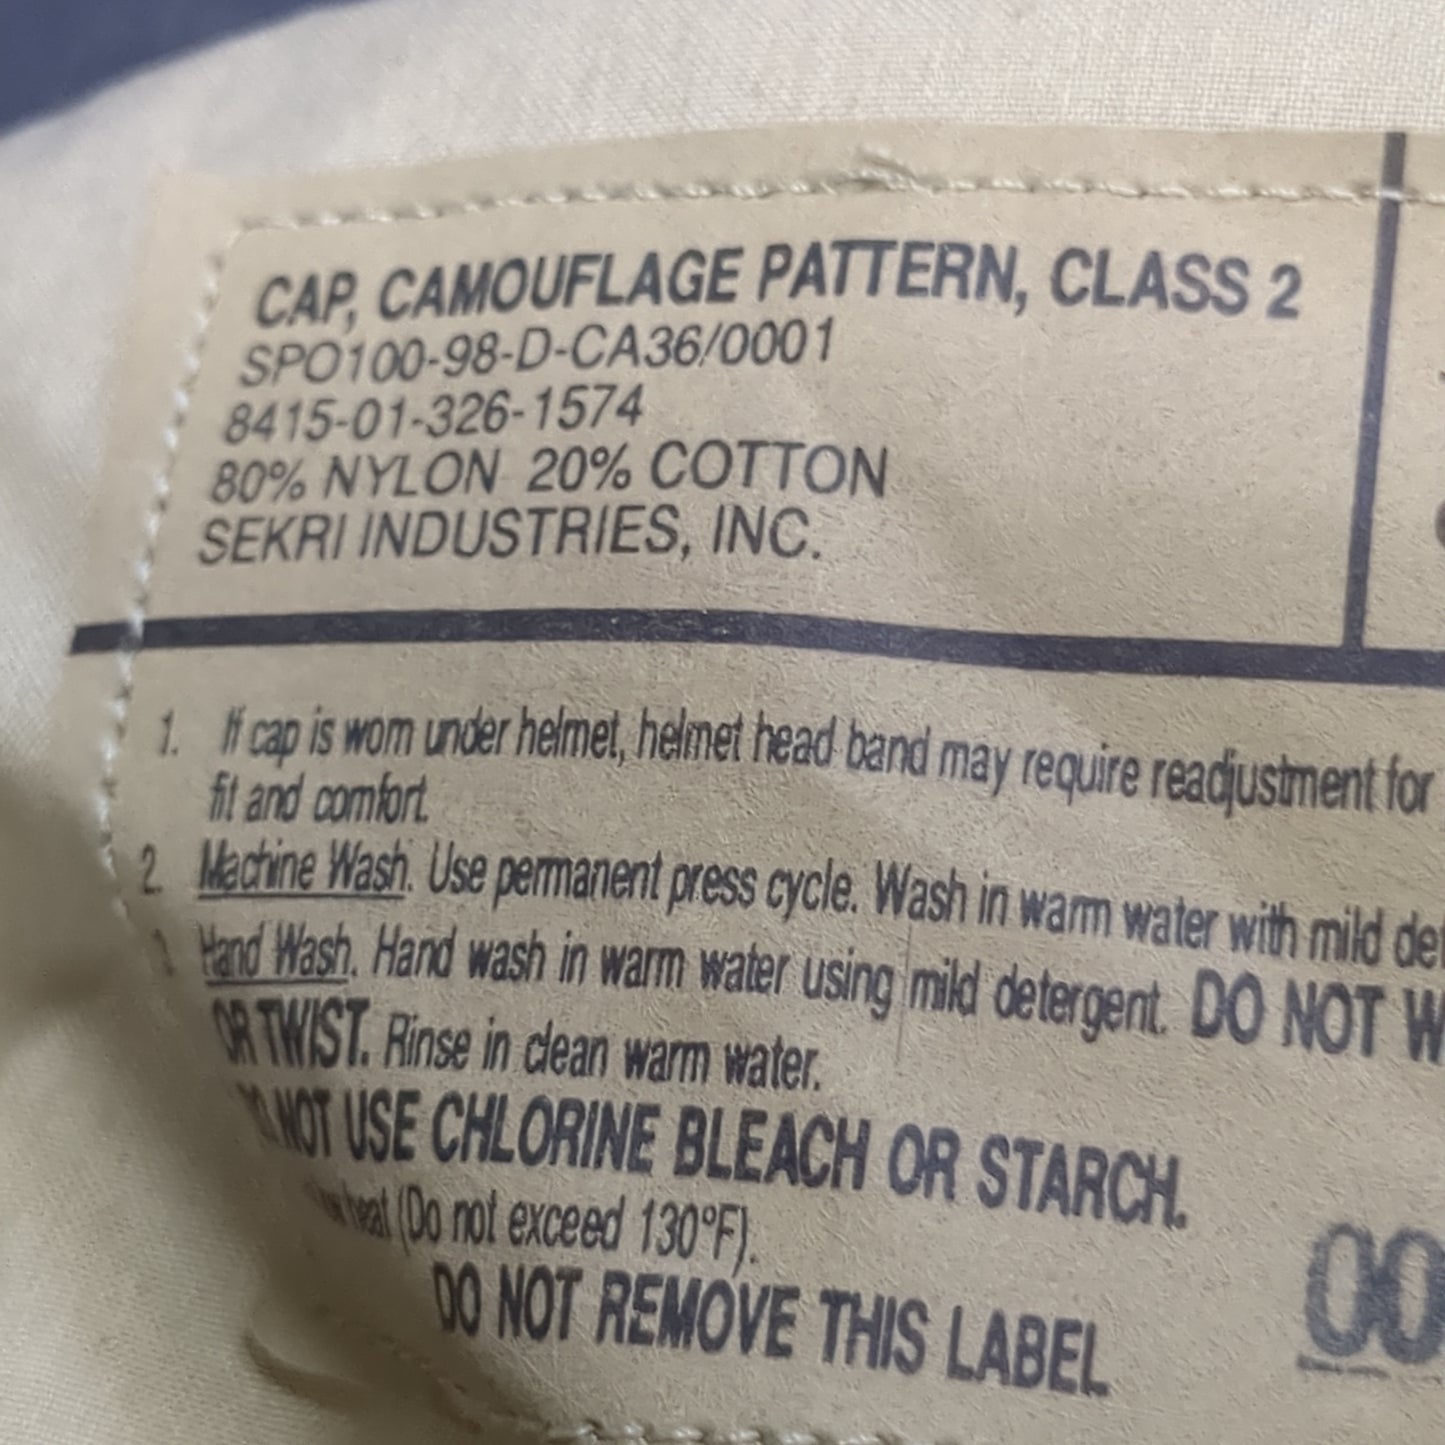 CAP, CAMOUFLAGE PATTERN, CLASS 2
SPO100-98-D-CA36/0001
8415-01-326-1574
80% NYLON 20% COTTON
SEKRI INDUSTRIES, INC.
1. If cap is worn under helmet, helmet head band may require readjustment for
fit and comfort.
2. Machine Wash. Use permanent press cycle. Wash in warm water with mild
Hand Wash. Hand wash in warm water using mild detergent. DO NOT
OR TWIST. Rinse in clean warm water.
DO NOT USE CHLORINE BLEACH OR STARCH.
heat (Do not exceed 130°F).
DO NOT REMOVE THIS LABEL
00